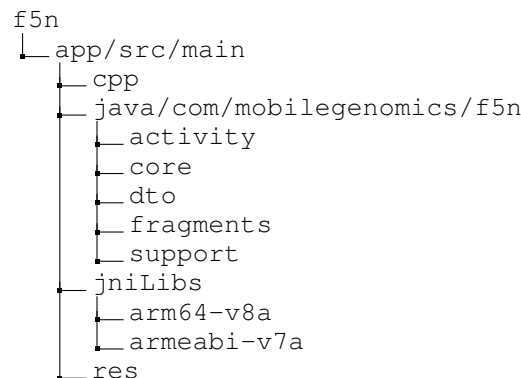 f5n
app/src/main
cpp
java/com/mobilegenomics/f5n
activity
core
dto
fragments
support
jniLibs
arm64-v8a
armeabi-v7a
res